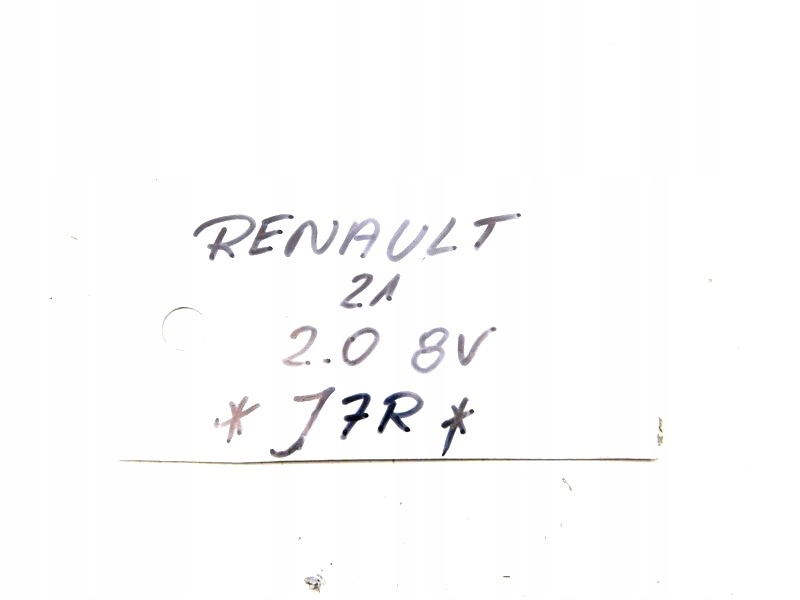 RENAULT
21
2.0 8V
* J7R *